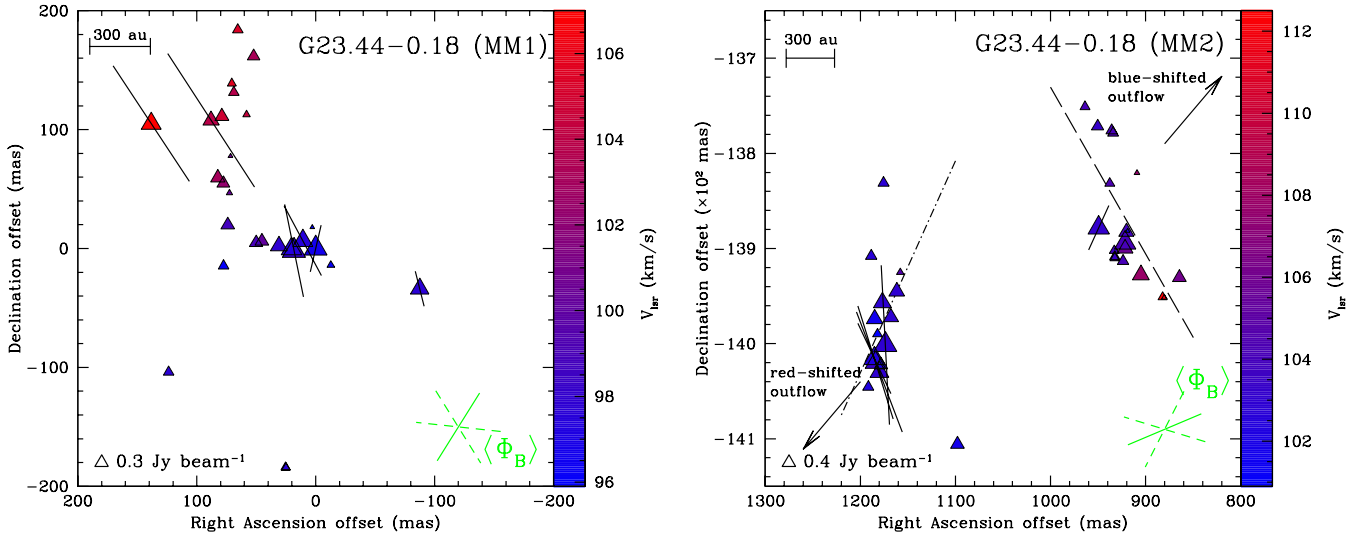 G23.44−0.18 (MM1)
300 au
200
100
0
−100
−200
200
100
0
−100
−200
Declination offset (mas)
Right Ascension offset (mas)
0.3 Jy beam⁻¹
⟨Φ_B⟩
106
104
102
100
98
96
V_lsr (km/s)
G23.44−0.18 (MM2)
300 au
blue-shifted
outflow
red-shifted
outflow
−137
−138
−139
−140
−141
1300
1200
1100
1000
900
800
Declination offset (×10² mas)
Right Ascension offset (mas)
0.4 Jy beam⁻¹
⟨Φ_B⟩
112
110
108
106
104
102
V_lsr (km/s)